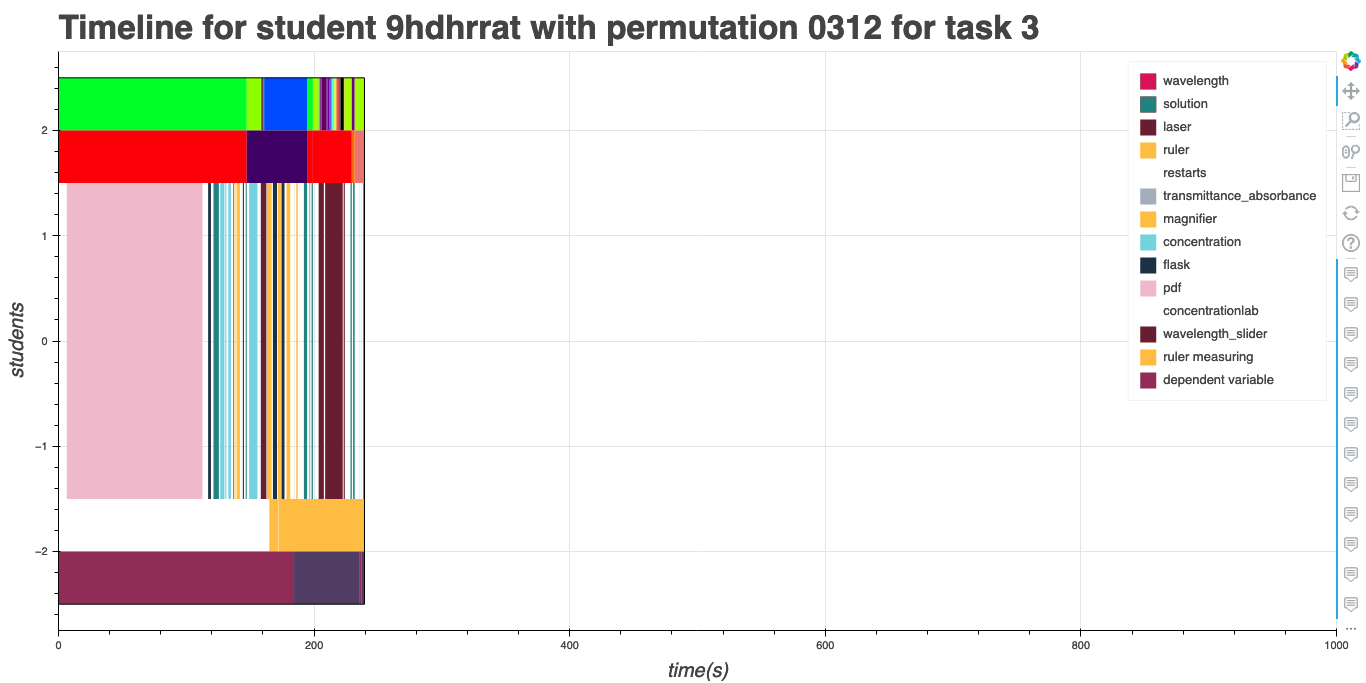 Timeline for student 9hdhrrat with permutation 0312 for task 3
wavelength
solution
laser
ruler
restarts
transmittance_absorbance
magnifier
concentration
flask
pdf
concentrationlab
wavelength_slider
ruler measuring
dependent variable
students
2
1
0
−1
−2
0
200
400
600
800
1000
time(s)